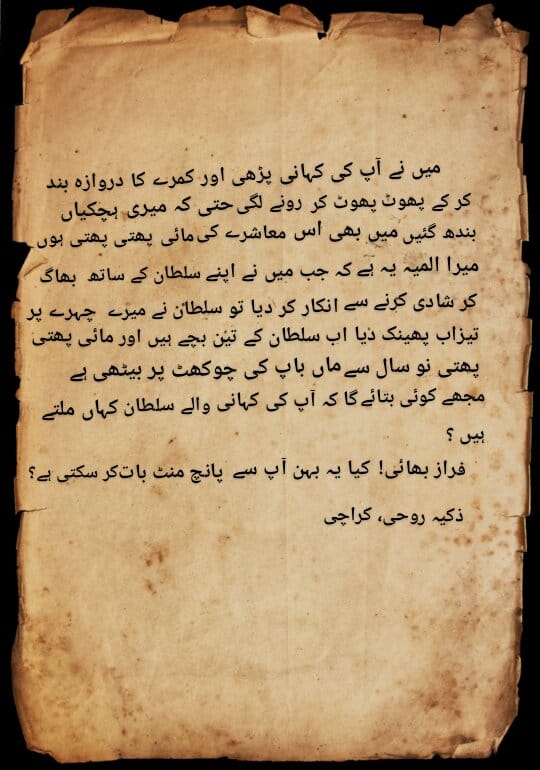 میں نے آپ کی کہانی پڑھی اور کمرے کا دروازہ بند
کر کے پھوٹ پھوٹ کر رونے لگی حتی کہ میری ہچکیاں
بندھ گئیں میں بھی اس معاشرے کی مائی پھتی پھتی ہوں
میرا المیہ یہ ہے کہ جب میں نے اپنے سلطان کے ساتھ بھاگ
کر شادی کرنے سے انکار کر دیا تو سلطان نے میرے چہرے پر
تیزاب پھینک دیا اب سلطان کے تین بچے ہیں اور مائی پھتی
پھتی نو سال سے ماں باپ کی چوکھٹ پر بیٹھی ہے
مجھے کوئی بتائے گا کہ آپ کی کہانی والے سلطان کہاں ملتے
ہیں ؟
فراز بھائی! کیا یہ بہن آپ سے پانچ منٹ بات کر سکتی ہے؟
ذکیہ روحی، کراچی